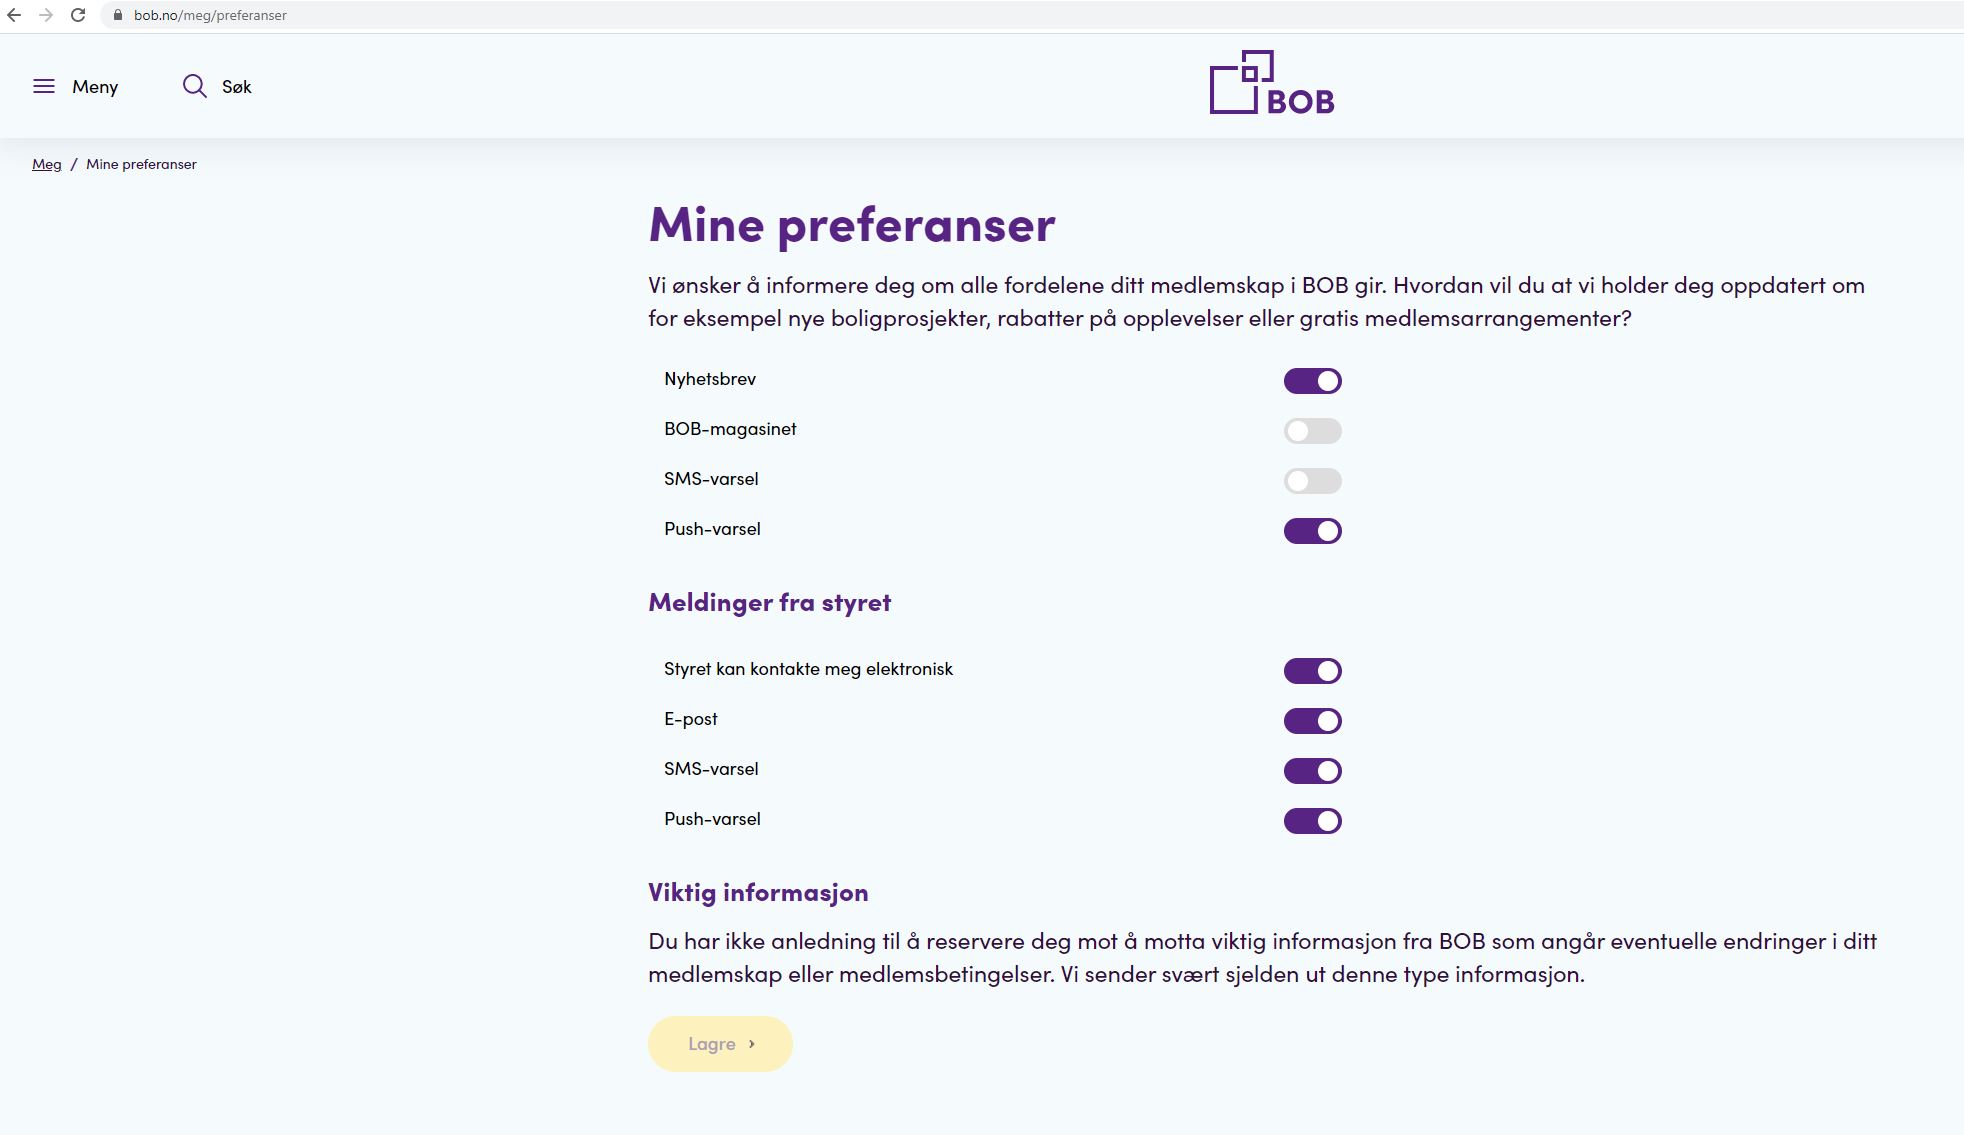 bob.no/meg/preferanser
Meny
Søk
BOB
Meg / Mine preferanser
Mine preferanser
Vi ønsker å informere deg om alle fordelene ditt medlemskap i BOB gir. Hvordan vil du at vi holder deg oppdatert om
for eksempel nye boligprosjekter, rabatter på opplevelser eller gratis medlemsarrangementer?
Nyhetsbrev
BOB-magasinet
SMS-varsel
Push-varsel
Meldinger fra styret
Styret kan kontakte meg elektronisk
E-post
SMS-varsel
Push-varsel
Viktig informasjon
Du har ikke anledning til å reservere deg mot å motta viktig informasjon fra BOB som angår eventuelle endringer i ditt
medlemskap eller medlemsbetingelser. Vi sender svært sjelden ut denne type informasjon.
Lagre ›